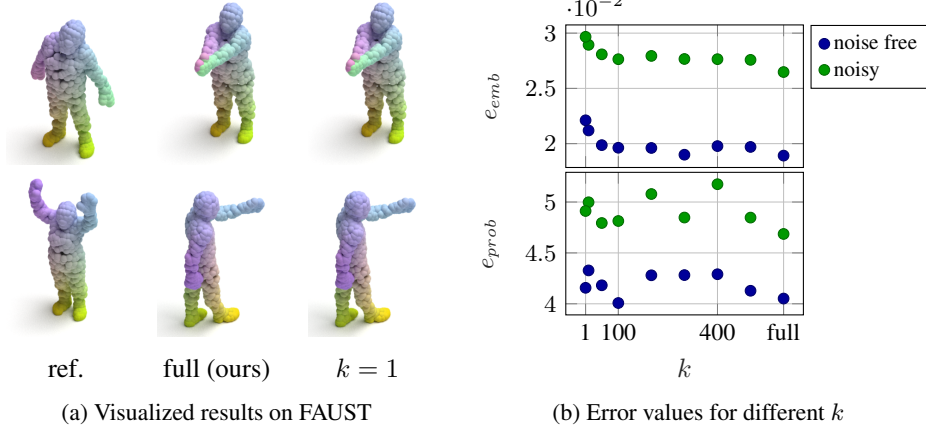 ·10−2
3
2.5
2
e_emb
noise free
noisy
5
4.5
4
e_prob
1 100 400 full
k
ref. full (ours) k = 1
(a) Visualized results on FAUST
(b) Error values for different k